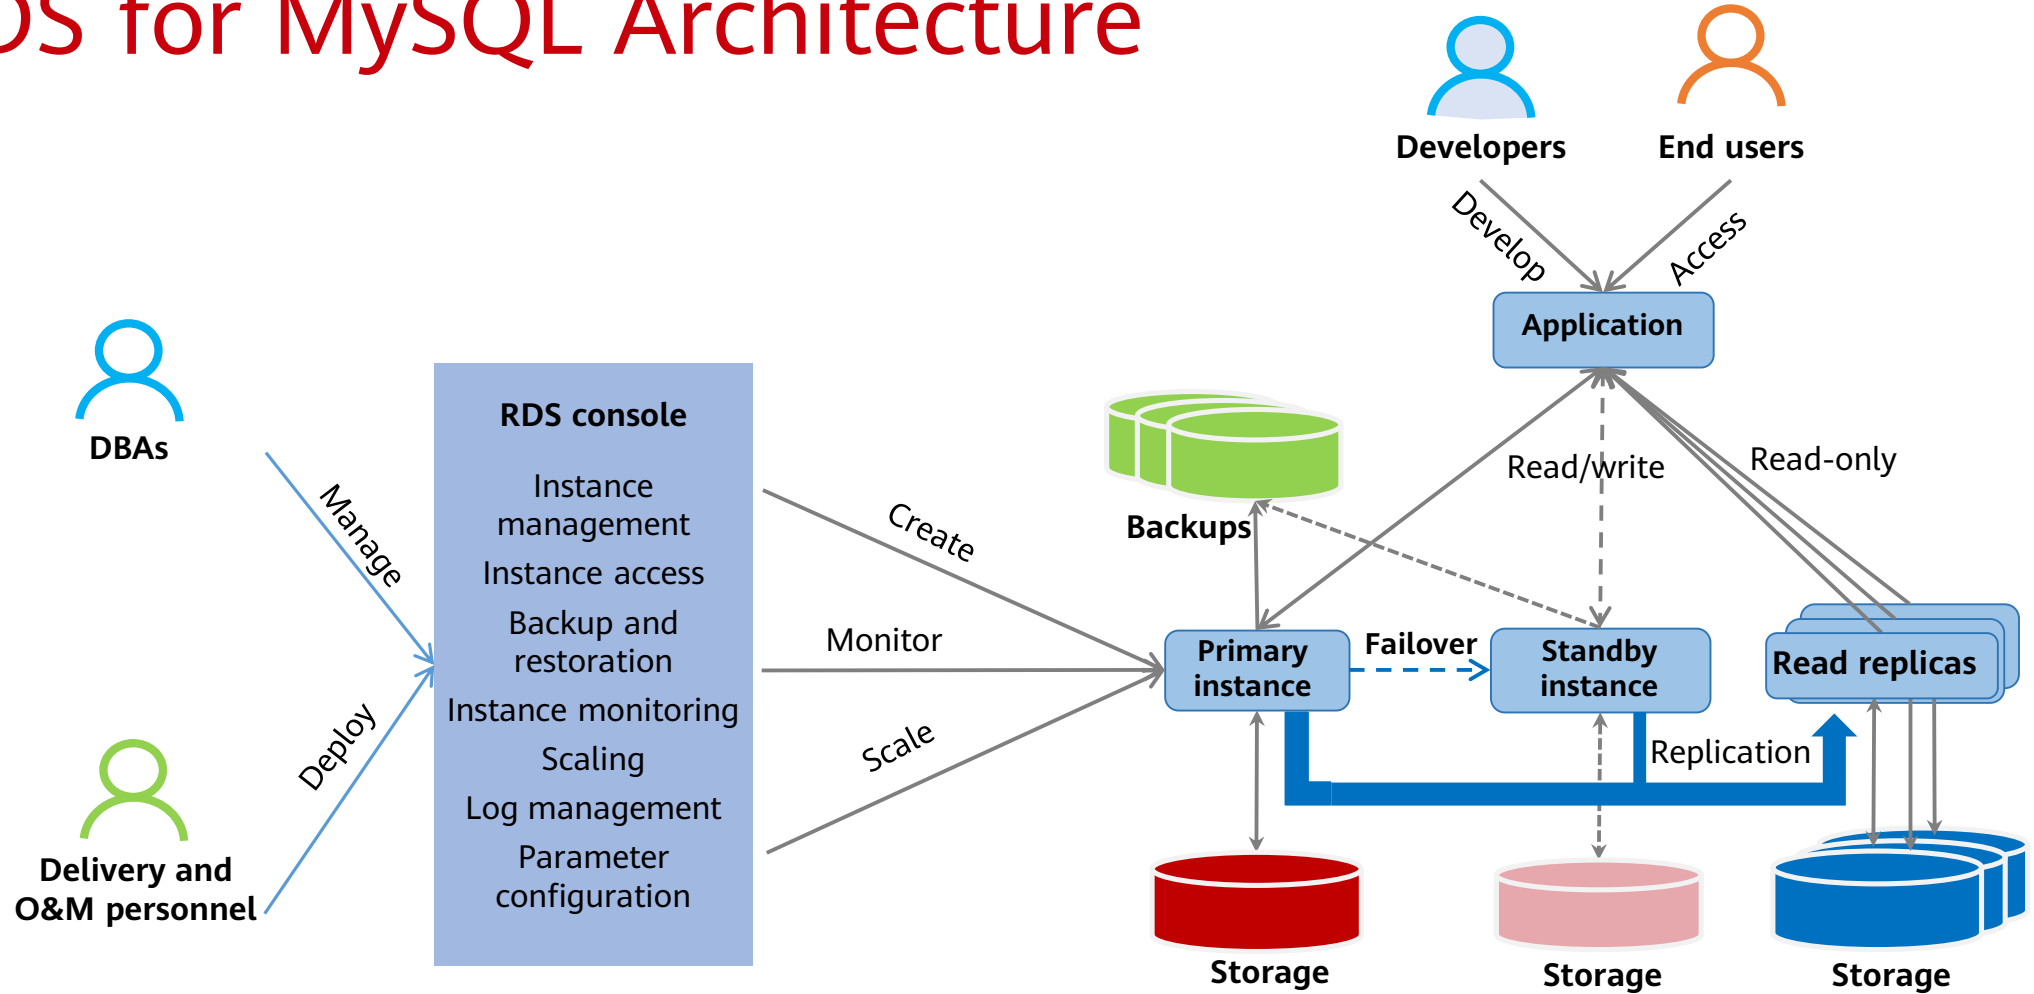 DS for MySQL Architecture
Developers
End users
Develop
Access
Application
DBAs
Manage
Deploy
Delivery and
O&M personnel
RDS console
Instance
management
Instance access
Backup and
restoration
Instance monitoring
Scaling
Log management
Parameter
configuration
Create
Monitor
Scale
Backups
Read/write
Read-only
Primary
instance
Failover
Standby
instance
Read replicas
Replication
Storage
Storage
Storage